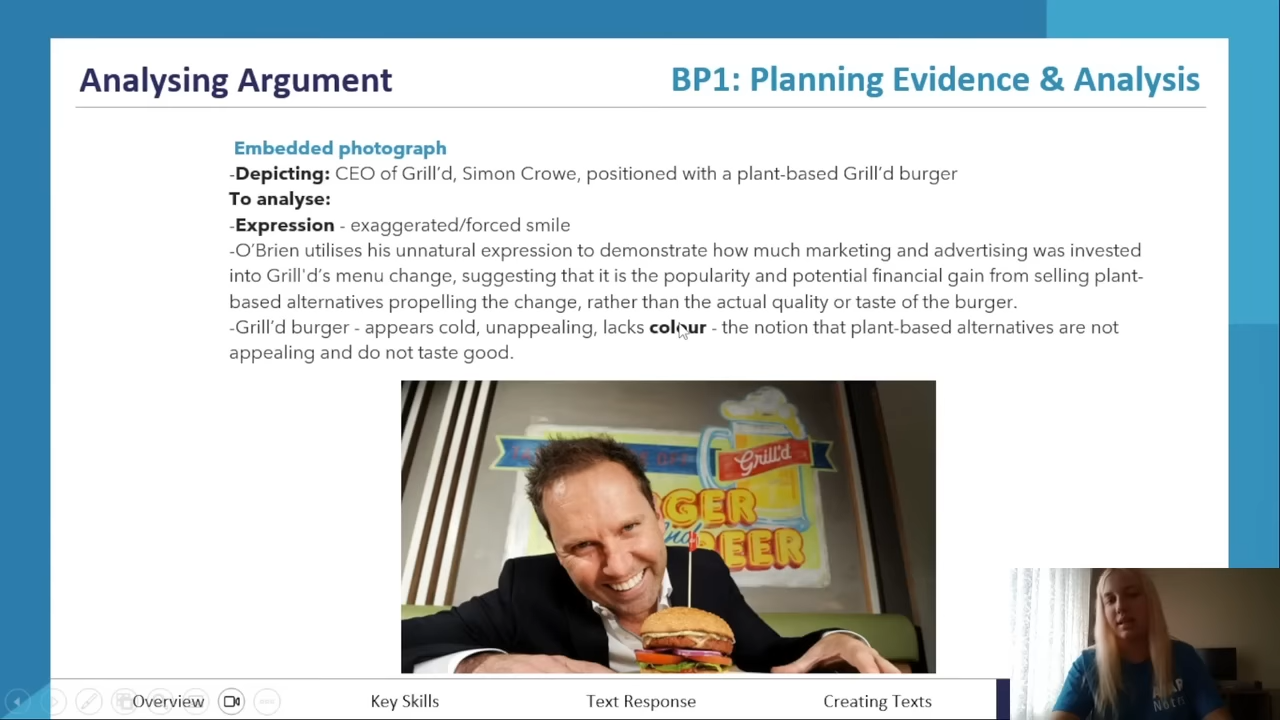 Analysing Argument
BP1: Planning Evidence & Analysis
Embedded photograph
-Depicting: CEO of Grill'd, Simon Crowe, positioned with a plant-based Grill'd burger
To analyse:
-Expression - exaggerated/forced smile
-O'Brien utilises his unnatural expression to demonstrate how much marketing and advertising was invested
into Grill'd's menu change, suggesting that it is the popularity and potential financial gain from selling plant-
based alternatives propelling the change, rather than the actual quality or taste of the burger.
-Grill'd burger - appears cold, unappealing, lacks colour - the notion that plant-based alternatives are not
appealing and do not taste good.
Grill'd
GER
and
BEER
Overview
Key Skills
Text Response
Creating Texts